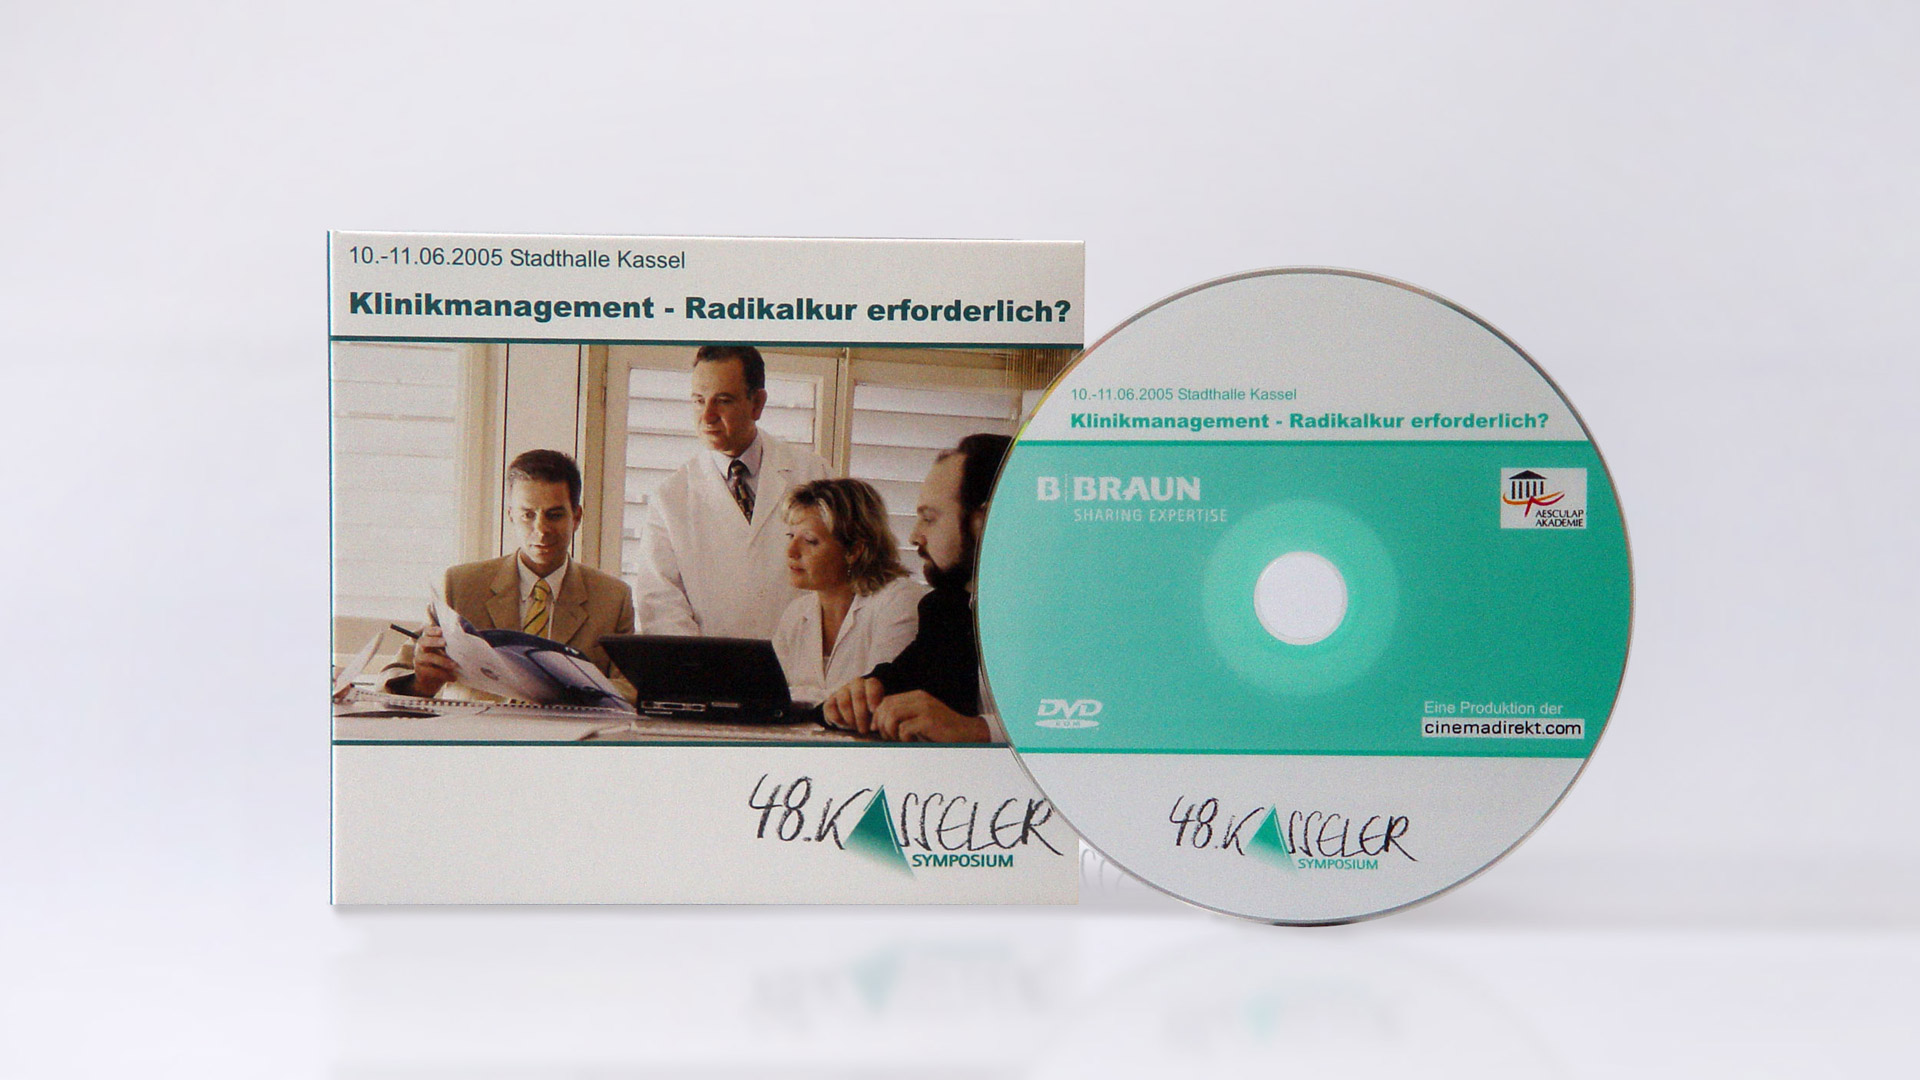 10.-11.06.2005 Stadthalle Kassel
Klinikmanagement - Radikalkur erforderlich?
48. KASSELER
SYMPOSIUM
10.-11.06.2005 Stadthalle Kassel
Klinikmanagement - Radikalkur erforderlich?
B|BRAUN
SHARING EXPERTISE
AESCULAP
AKADEMIE
DVD
ROM
Eine Produktion der
cinemadirekt.com
48. KASSELER
SYMPOSIUM